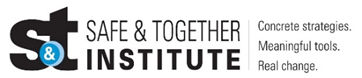 s&t
SAFE & TOGETHER
INSTITUTE
Concrete strategies.
Meaningful tools.
Real change.